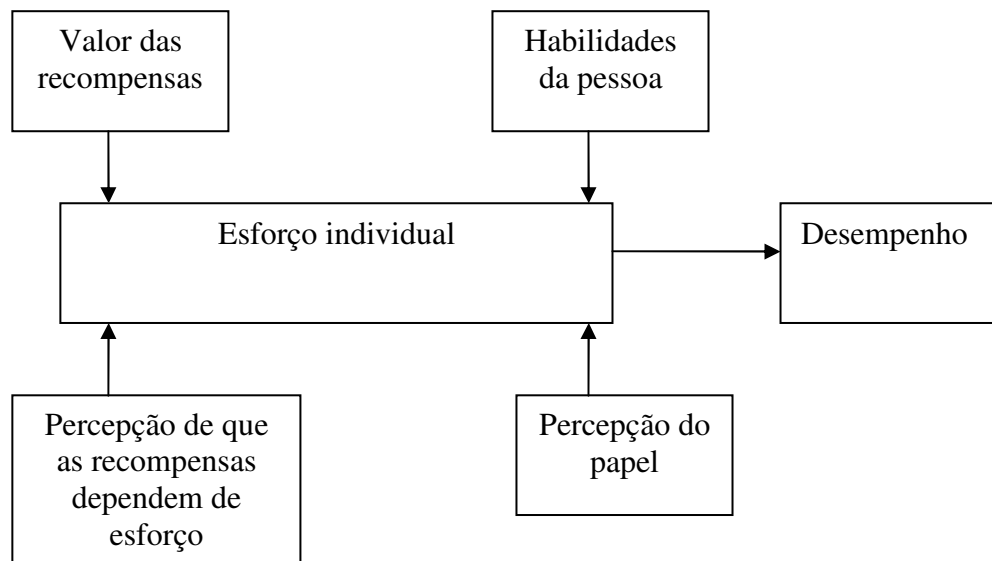 Valor das
recompensas
Habilidades
da pessoa
Esforço individual
Desempenho
Percepção de que
as recompensas
dependem de
esforço
Percepção do
papel